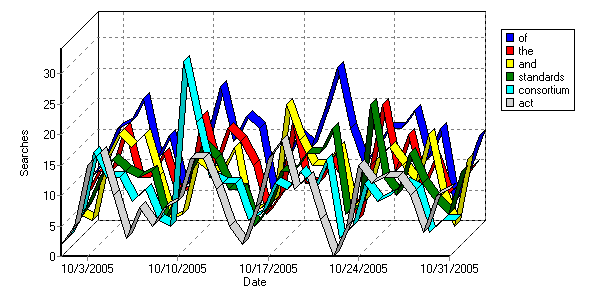 of
the
and
standards
consortium
act
30
25
20
15
10
5
0
Searches
10/3/2005 10/10/2005 10/17/2005 10/24/2005 10/31/2005
Date